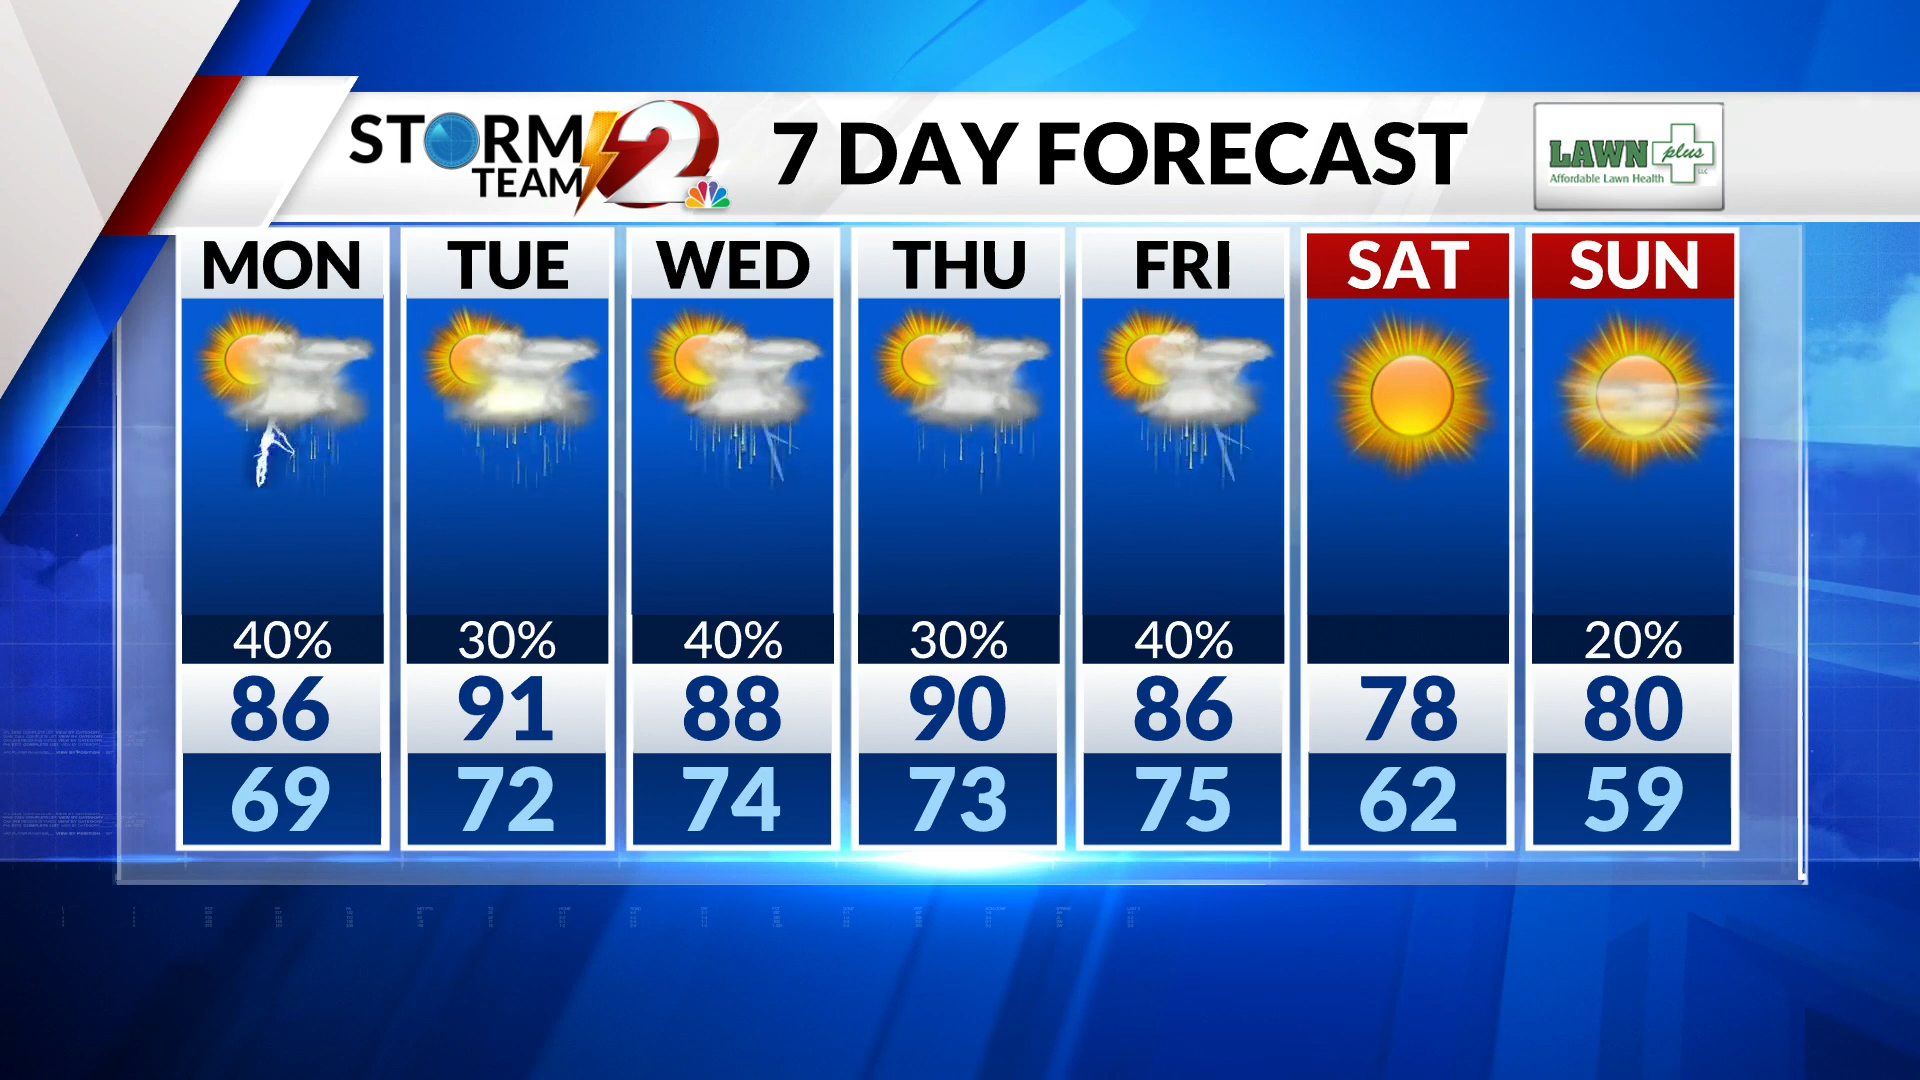 STORM
TEAM
2
7 DAY FORECAST
LAWN plus
LLC
Affordable Lawn Health
MON TUE WED THU FRI SAT SUN
40% 30% 40% 30% 40% 20%
86 91 88 90 86 78 80
69 72 74 73 75 62 59